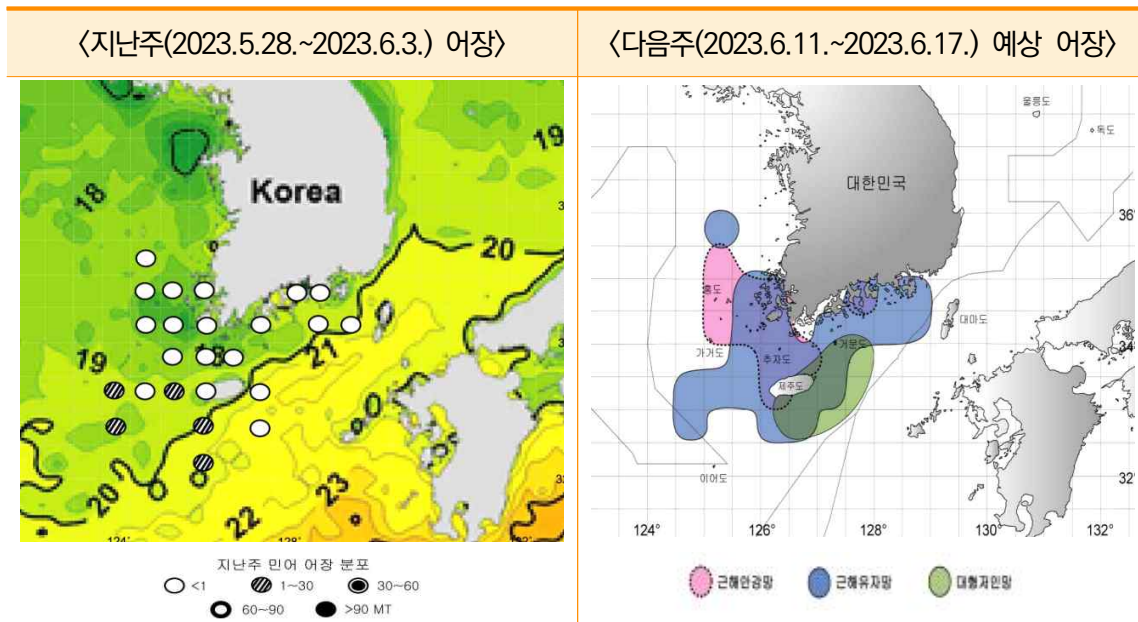 〈지난주(2023.5.28.~2023.6.3.) 어장〉
〈다음주(2023.6.11.~2023.6.17.) 예상 어장〉
19
18
Korea
20
19
18
21
20
22
23
지난주 민어 어장 분포
<1
1~30
30~60
60~90
>90 MT
울릉도
독도
대한민국
36°
홍도
대마도
가거도
추자도
거문도
34
제주도
이어도
32°
124°
126°
128°
130°
132°
근해안강망
근해유자망
대형저인망